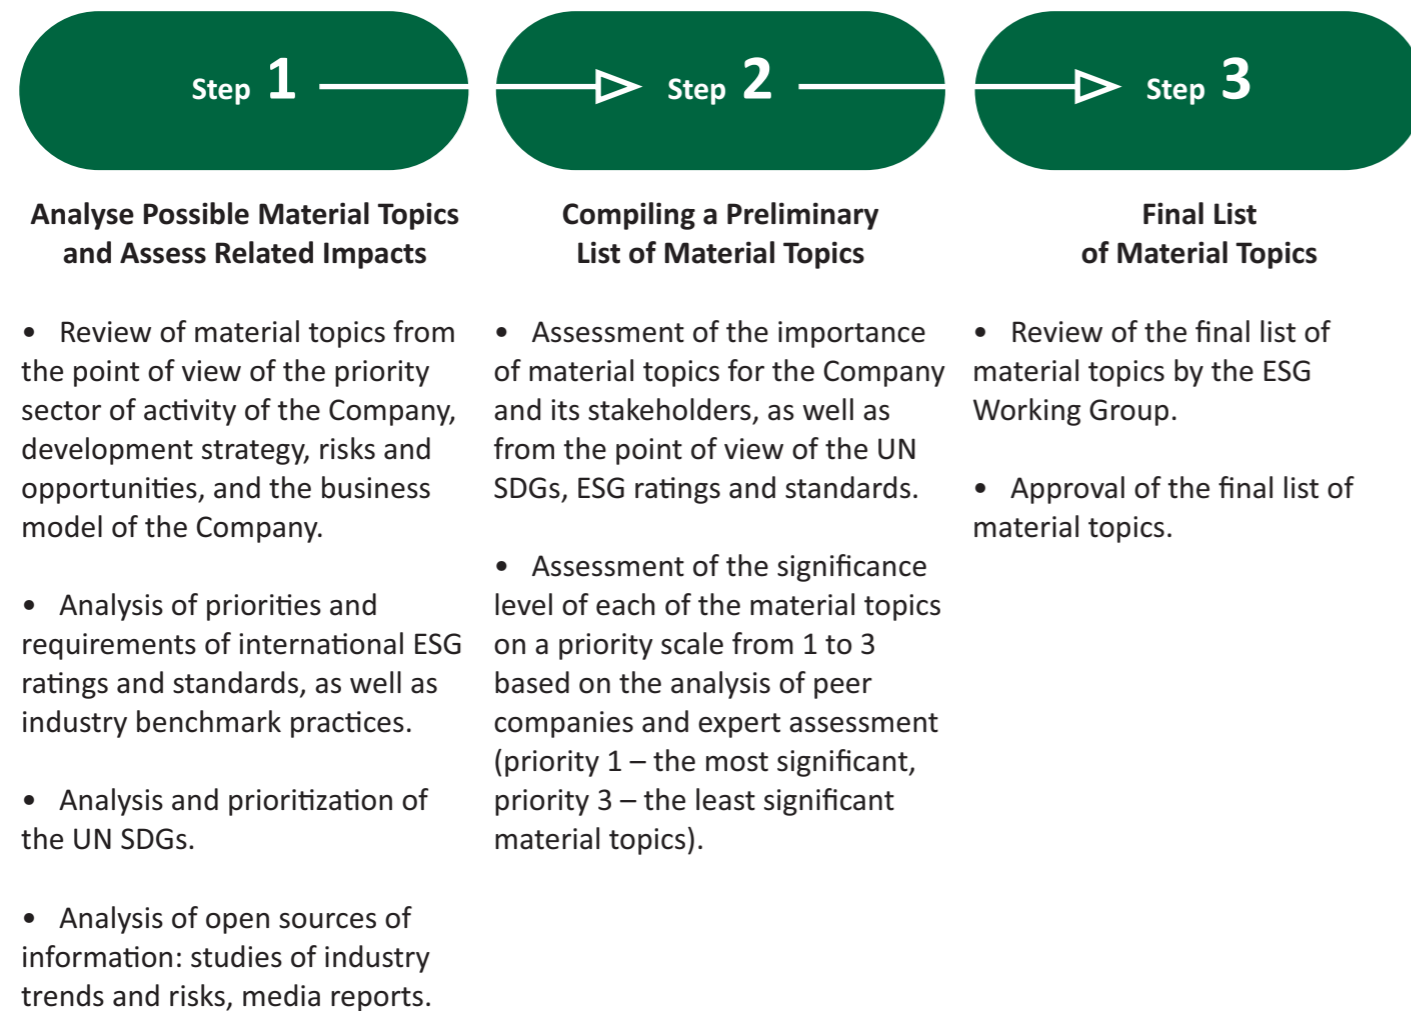 Step 1
Step 2
Step 3
Analyse Possible Material Topics
and Assess Related Impacts
• Review of material topics from
the point of view of the priority
sector of activity of the Company,
development strategy, risks and
opportunities, and the business
model of the Company.
• Analysis of priorities and
requirements of international ESG
ratings and standards, as well as
industry benchmark practices.
• Analysis and prioritization of
the UN SDGs.
• Analysis of open sources of
information: studies of industry
trends and risks, media reports.
Compiling a Preliminary
List of Material Topics
• Assessment of the importance
of material topics for the Company
and its stakeholders, as well as
from the point of view of the UN
SDGs, ESG ratings and standards.
• Assessment of the significance
level of each of the material topics
on a priority scale from 1 to 3
based on the analysis of peer
companies and expert assessment
(priority 1 – the most significant,
priority 3 – the least significant
material topics).
Final List
of Material Topics
• Review of the final list of
material topics by the ESG
Working Group.
• Approval of the final list of
material topics.